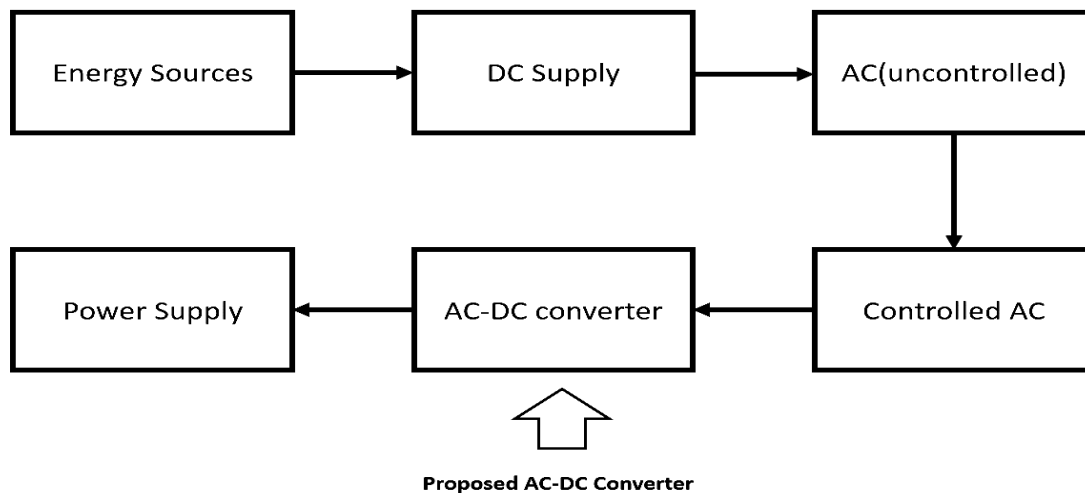 Energy Sources
DC Supply
AC(uncontrolled)
Power Supply
AC-DC converter
Controlled AC
Proposed AC-DC Converter